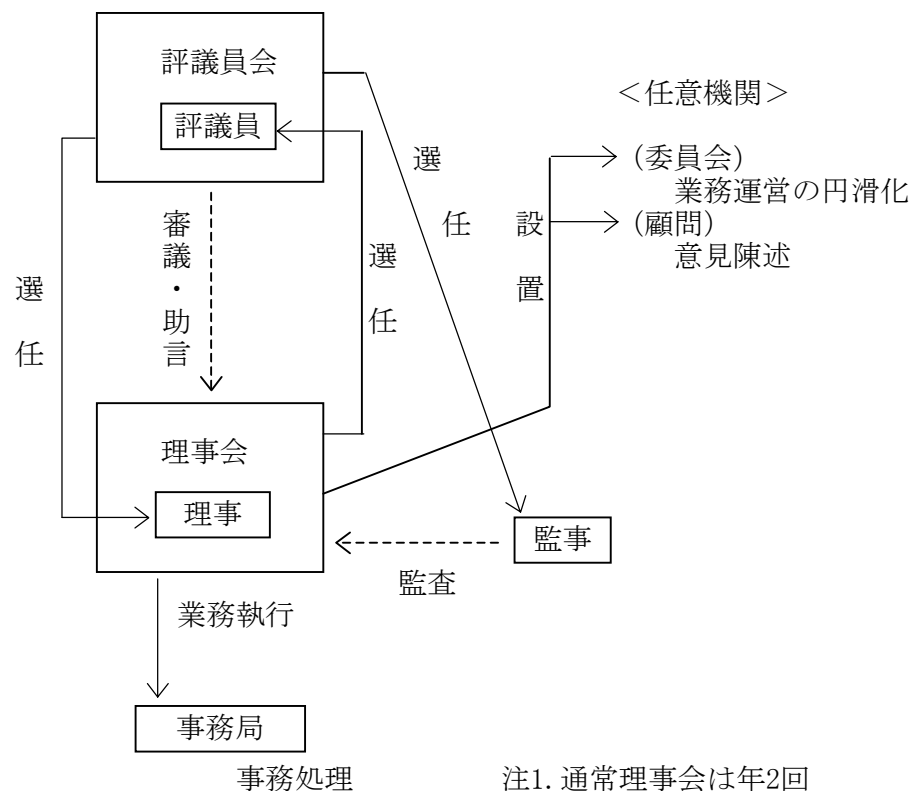 評議員会
＜任意機関＞
評議員
選任
(委員会)
業務運営の円滑化
設置
(顧問)
意見陳述
審議・助言
選任
選任
理事会
理事
監事
監査
業務執行
事務局
事務処理
注1. 通常理事会は年2回